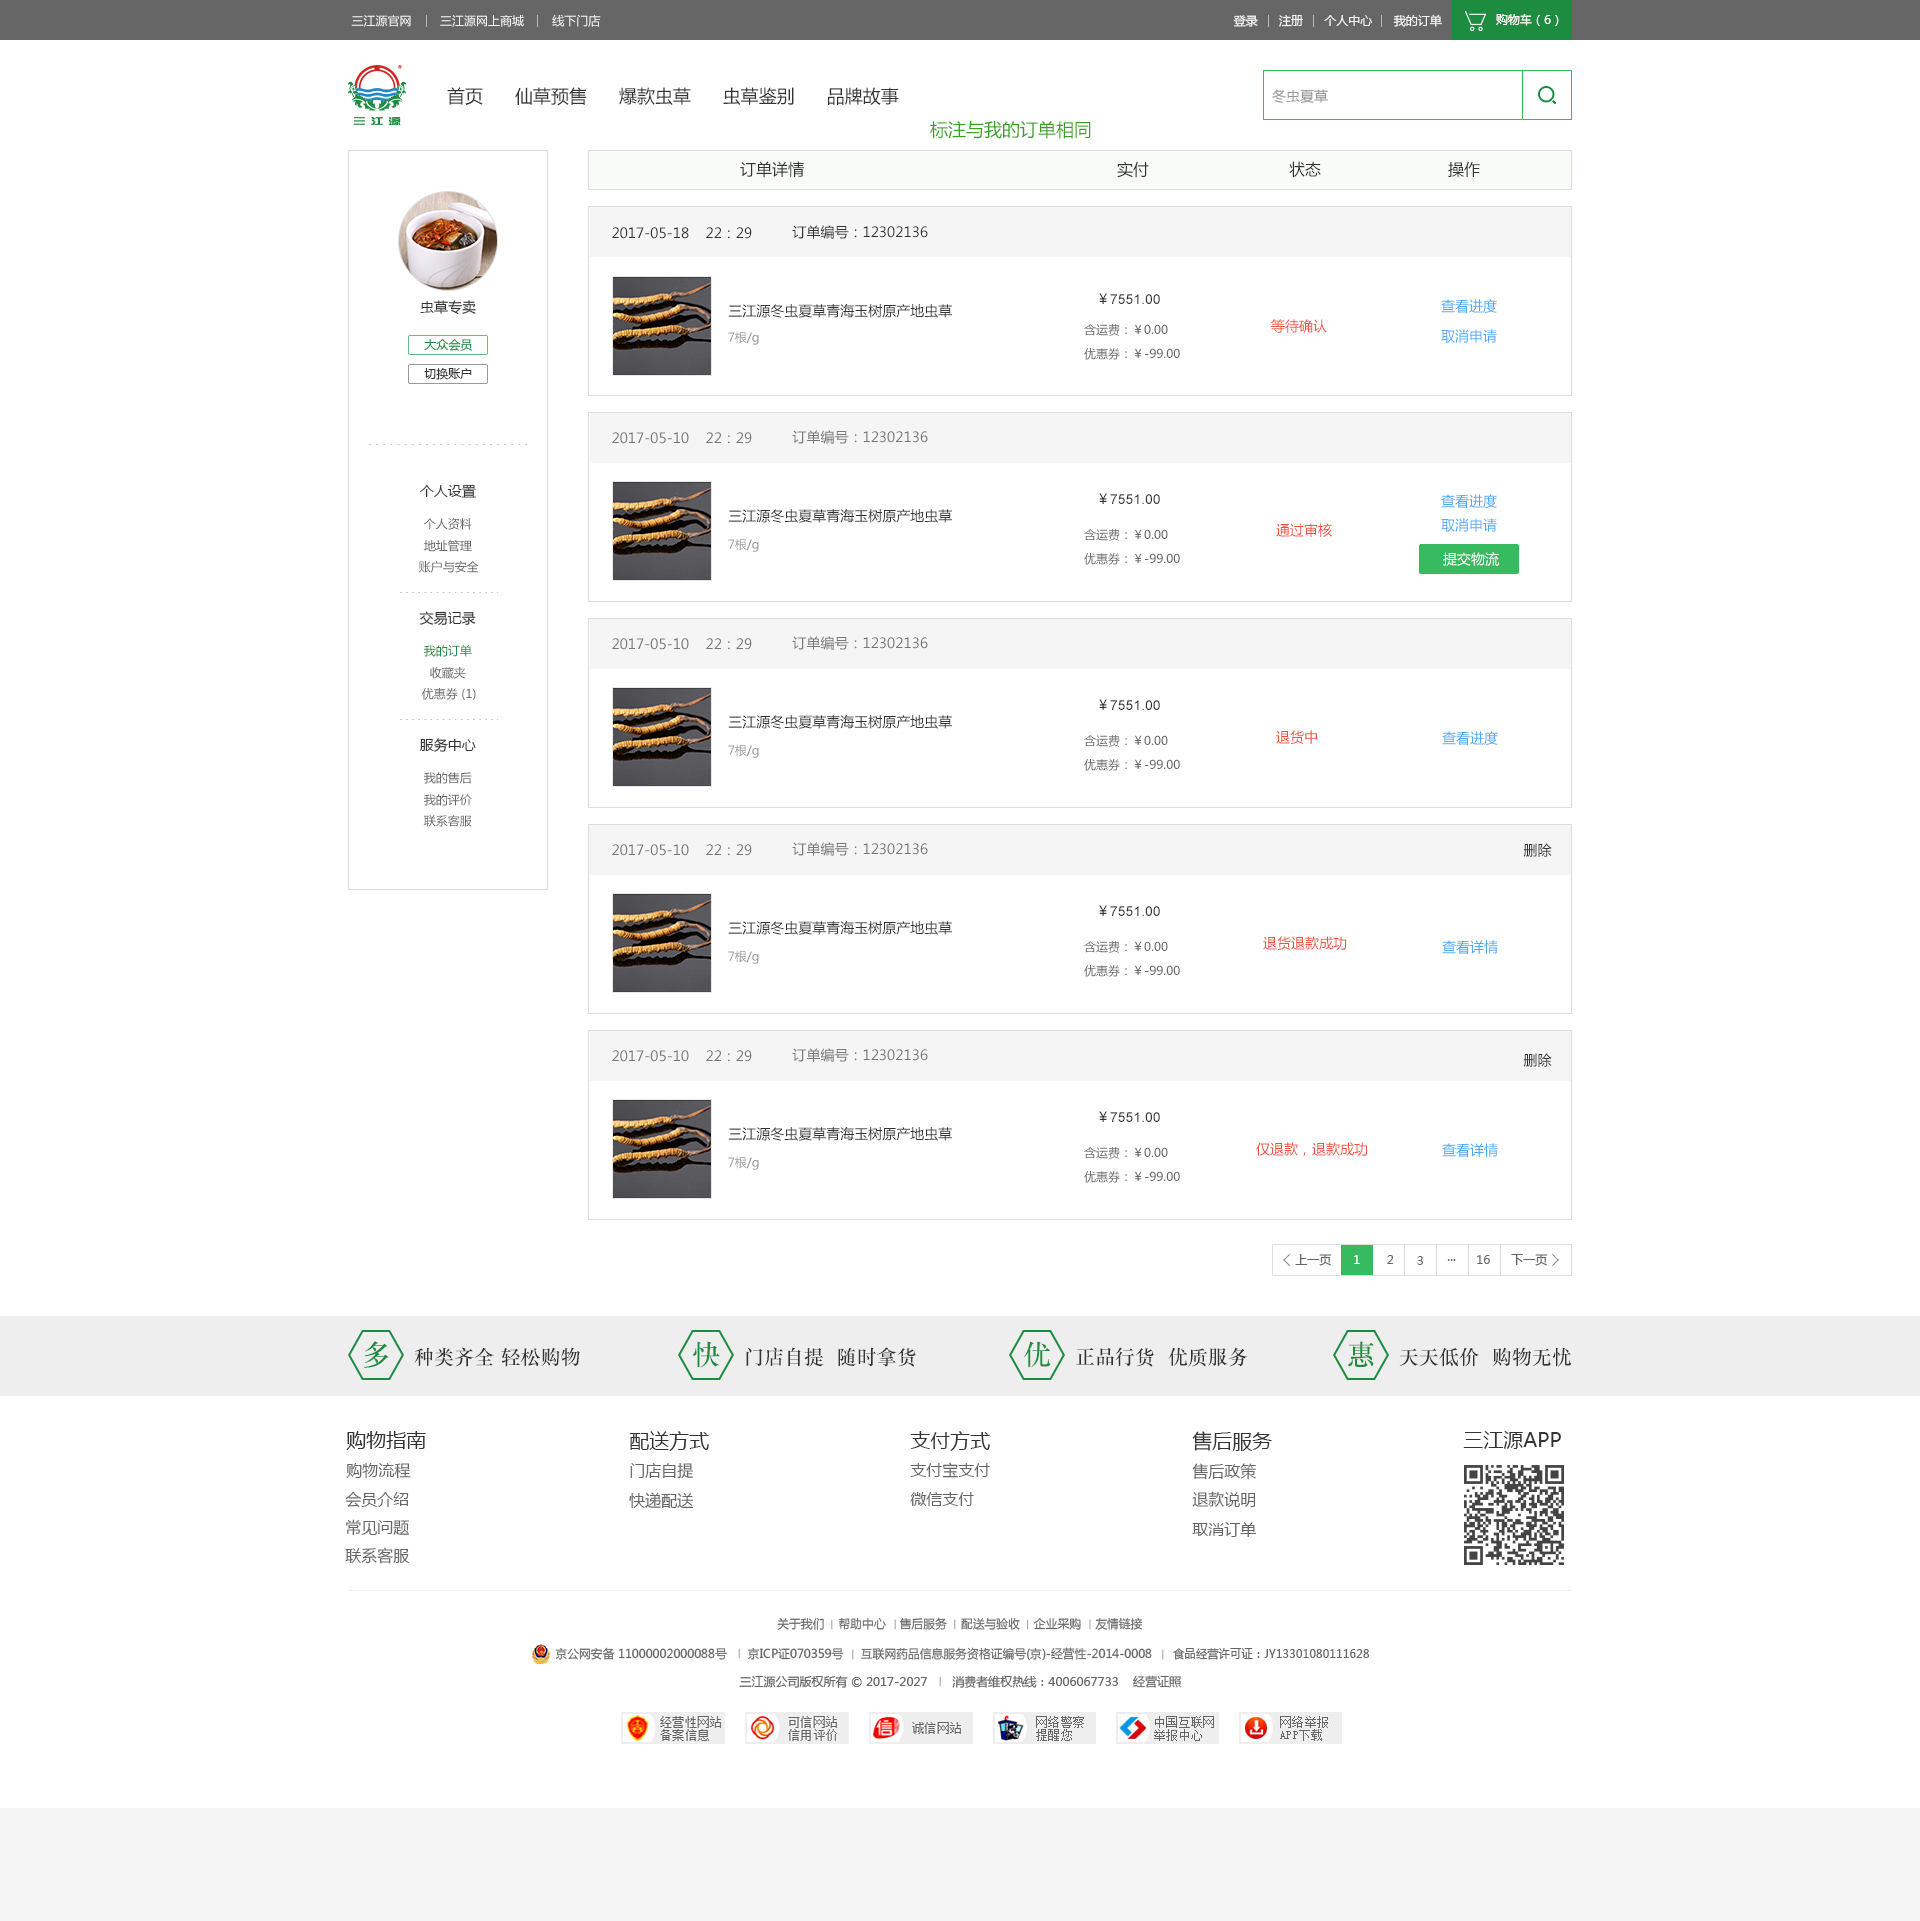 三江源官网 | 三江源网上商城 | 线下门店
登录 | 注册 | 个人中心 | 我的订单 购物车（6）
三江源
首页 仙草预售 爆款虫草 虫草鉴别 品牌故事
冬虫夏草
标注与我的订单相同
虫草专卖
大众会员
切换账户
个人设置
个人资料
地址管理
账户与安全
交易记录
我的订单
收藏夹
优惠券 (1)
服务中心
我的售后
我的评价
联系客服
订单详情 实付 状态 操作
2017-05-18 22：29 订单编号：12302136
三江源冬虫夏草青海玉树原产地虫草
7根/g
￥7551.00
含运费：￥0.00
优惠券：￥-99.00
等待确认
查看进度
取消申请
2017-05-10 22：29 订单编号：12302136
三江源冬虫夏草青海玉树原产地虫草
7根/g
￥7551.00
含运费：￥0.00
优惠券：￥-99.00
通过审核
查看进度
取消申请
提交物流
2017-05-10 22：29 订单编号：12302136
三江源冬虫夏草青海玉树原产地虫草
7根/g
￥7551.00
含运费：￥0.00
优惠券：￥-99.00
退货中
查看进度
2017-05-10 22：29 订单编号：12302136 删除
三江源冬虫夏草青海玉树原产地虫草
7根/g
￥7551.00
含运费：￥0.00
优惠券：￥-99.00
退货退款成功
查看详情
2017-05-10 22：29 订单编号：12302136 删除
三江源冬虫夏草青海玉树原产地虫草
7根/g
￥7551.00
含运费：￥0.00
优惠券：￥-99.00
仅退款，退款成功
查看详情
上一页 1 2 3 ... 16 下一页
多 种类齐全 轻松购物
快 门店自提 随时拿货
优 正品行货 优质服务
惠 天天低价 购物无忧
购物指南
购物流程
会员介绍
常见问题
联系客服
配送方式
门店自提
快递配送
支付方式
支付宝支付
微信支付
售后服务
售后政策
退款说明
取消订单
三江源APP
关于我们 | 帮助中心 | 售后服务 | 配送与验收 | 企业采购 | 友情链接
京公网安备 11000002000088号 | 京ICP证070359号 | 互联网药品信息服务资格证编号(京)-经营性-2014-0008 | 食品经营许可证：JY13301080111628
三江源公司版权所有 © 2017-2027 | 消费者维权热线：4006067733 经营证照
经营性网站
备案信息
可信网站
信用评价
信
诚信网站
网络警察
提醒您
中国互联网
举报中心
网络举报
APP下载